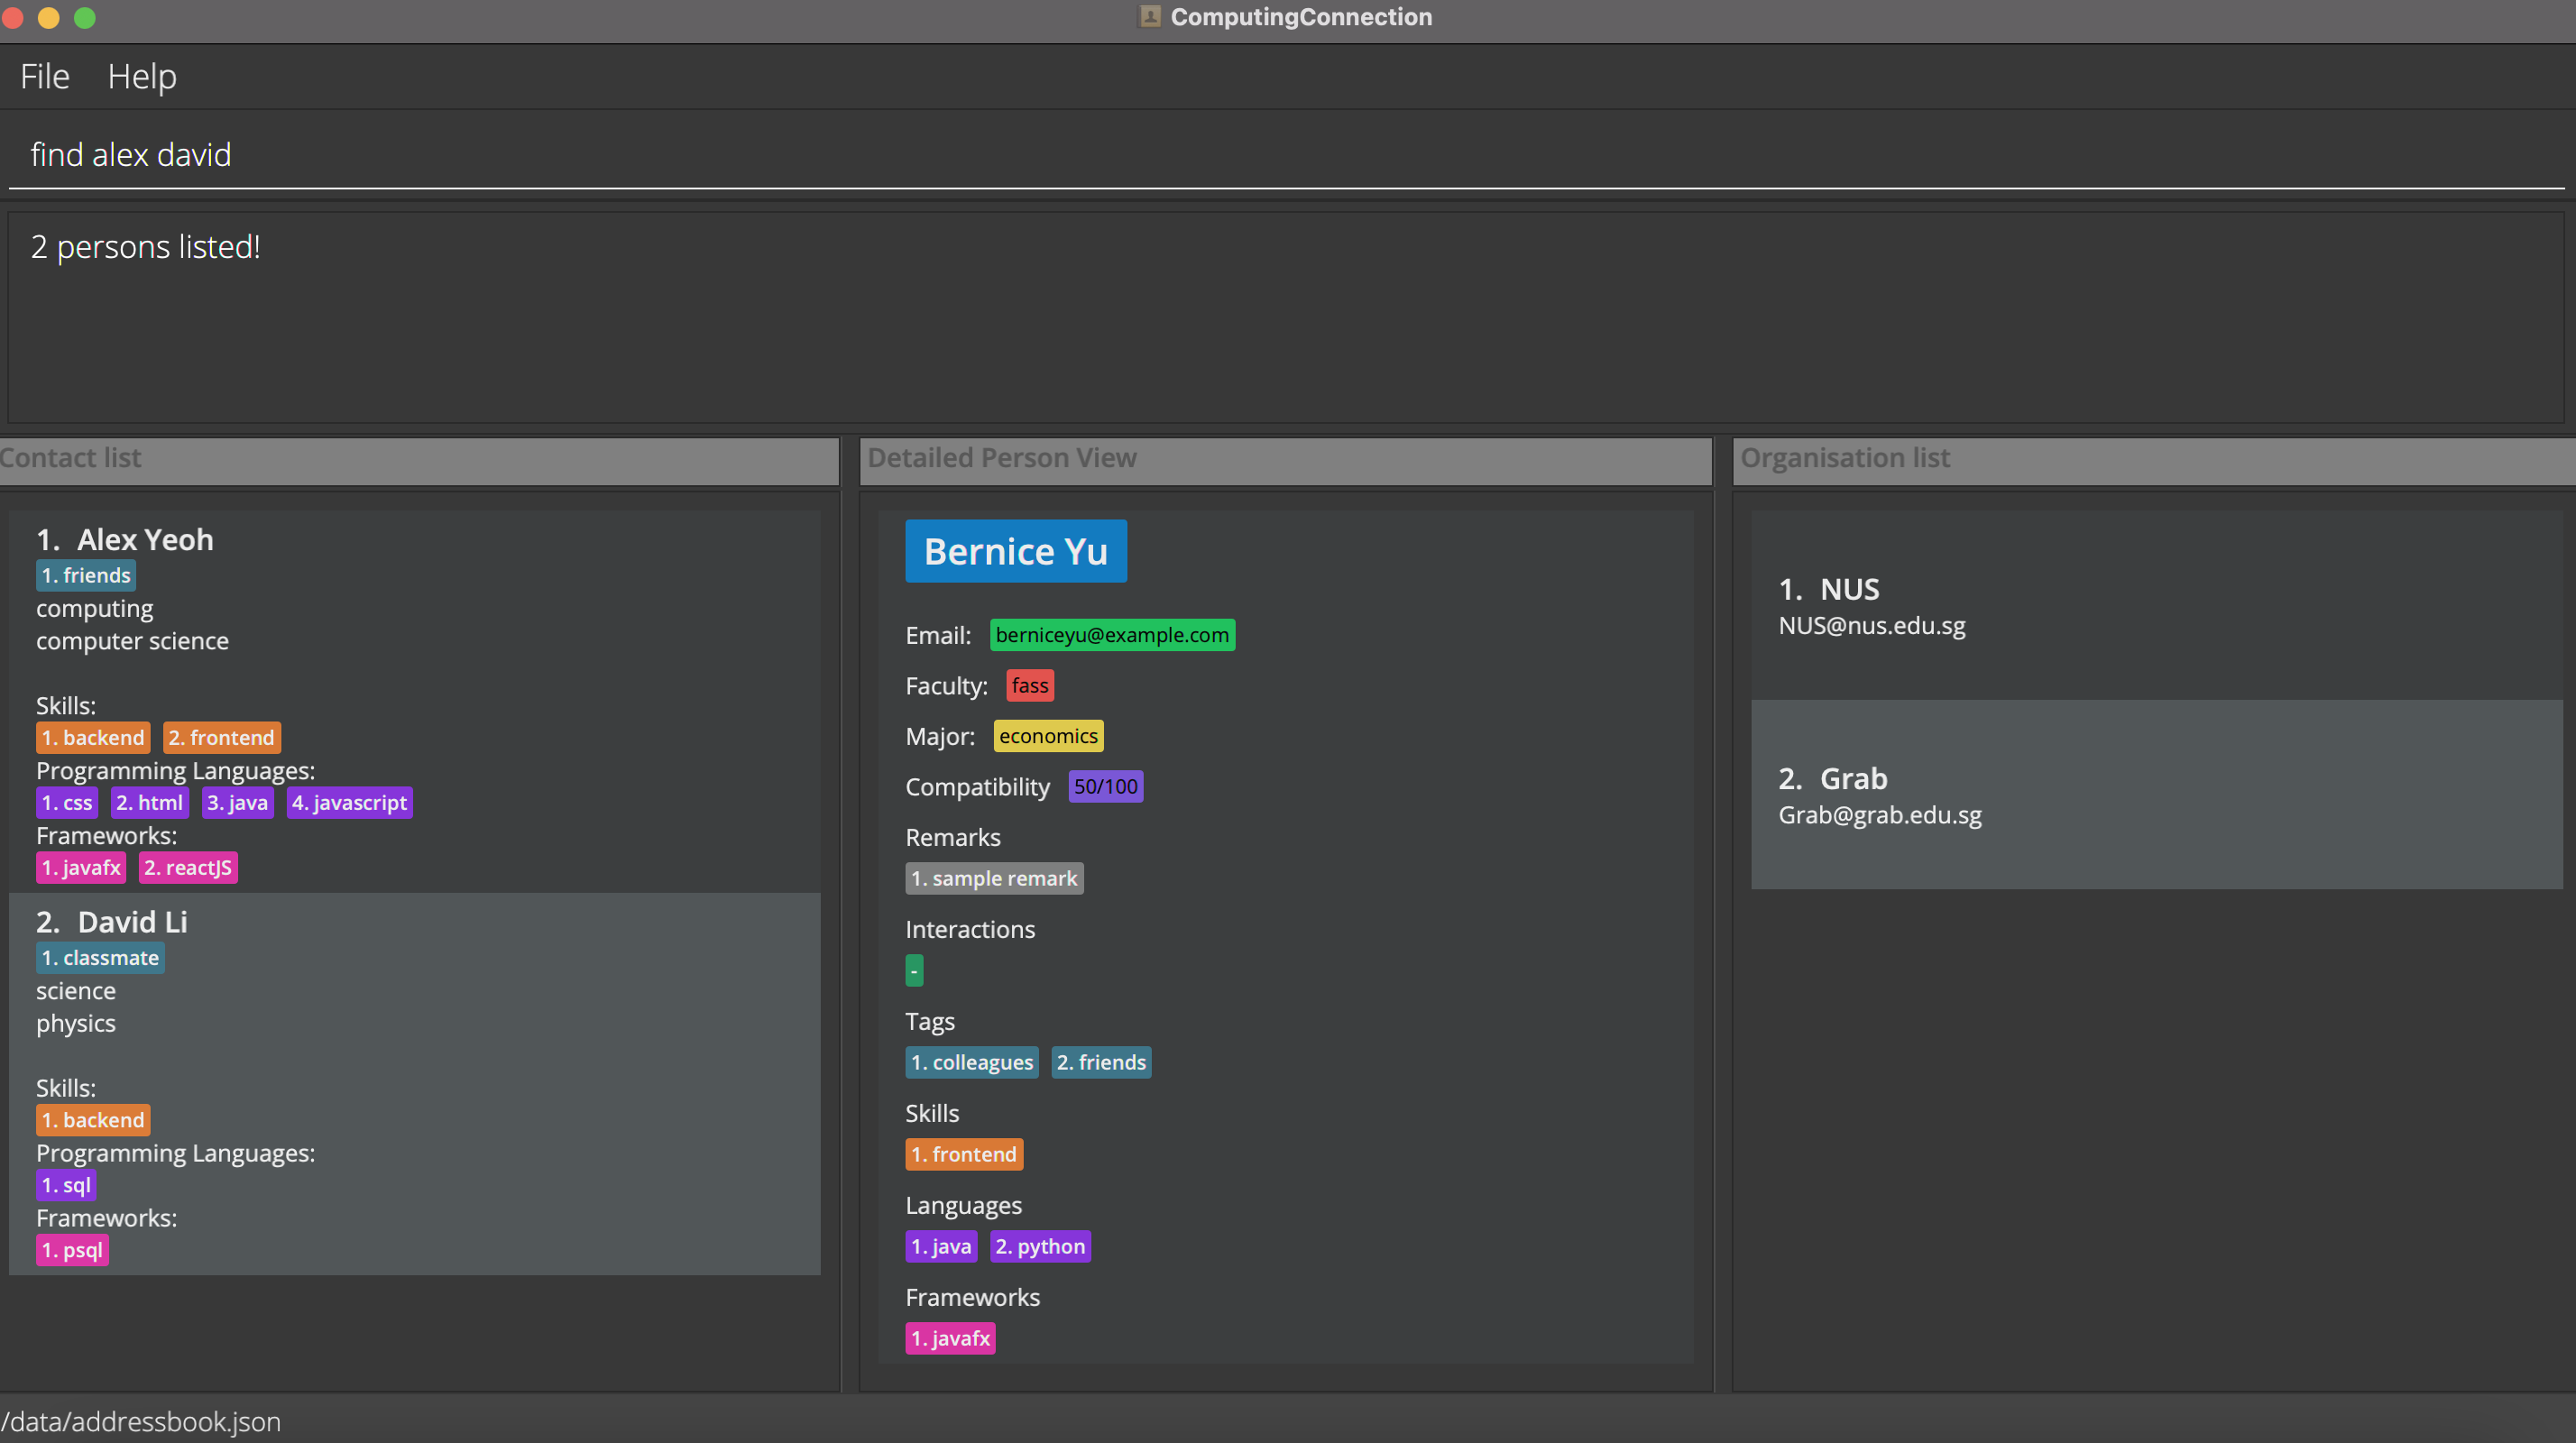 ComputingConnection
File Help
find alex david
2 persons listed!
Contact list
1. Alex Yeoh
1. friends
computing
computer science
Skills:
1. backend 2. frontend
Programming Languages:
1. css 2. html 3. java 4. javascript
Frameworks:
1. javafx 2. reactJS
2. David Li
1. classmate
science
physics
Skills:
1. backend
Programming Languages:
1. sql
Frameworks:
1. psql
Detailed Person View
Bernice Yu
Email: berniceyu@example.com
Faculty: fass
Major: economics
Compatibility 50/100
Remarks
1. sample remark
Interactions
-
Tags
1. colleagues 2. friends
Skills
1. frontend
Languages
1. java 2. python
Frameworks
1. javafx
Organisation list
1. NUS
NUS@nus.edu.sg
2. Grab
Grab@grab.edu.sg
/data/addressbook.json